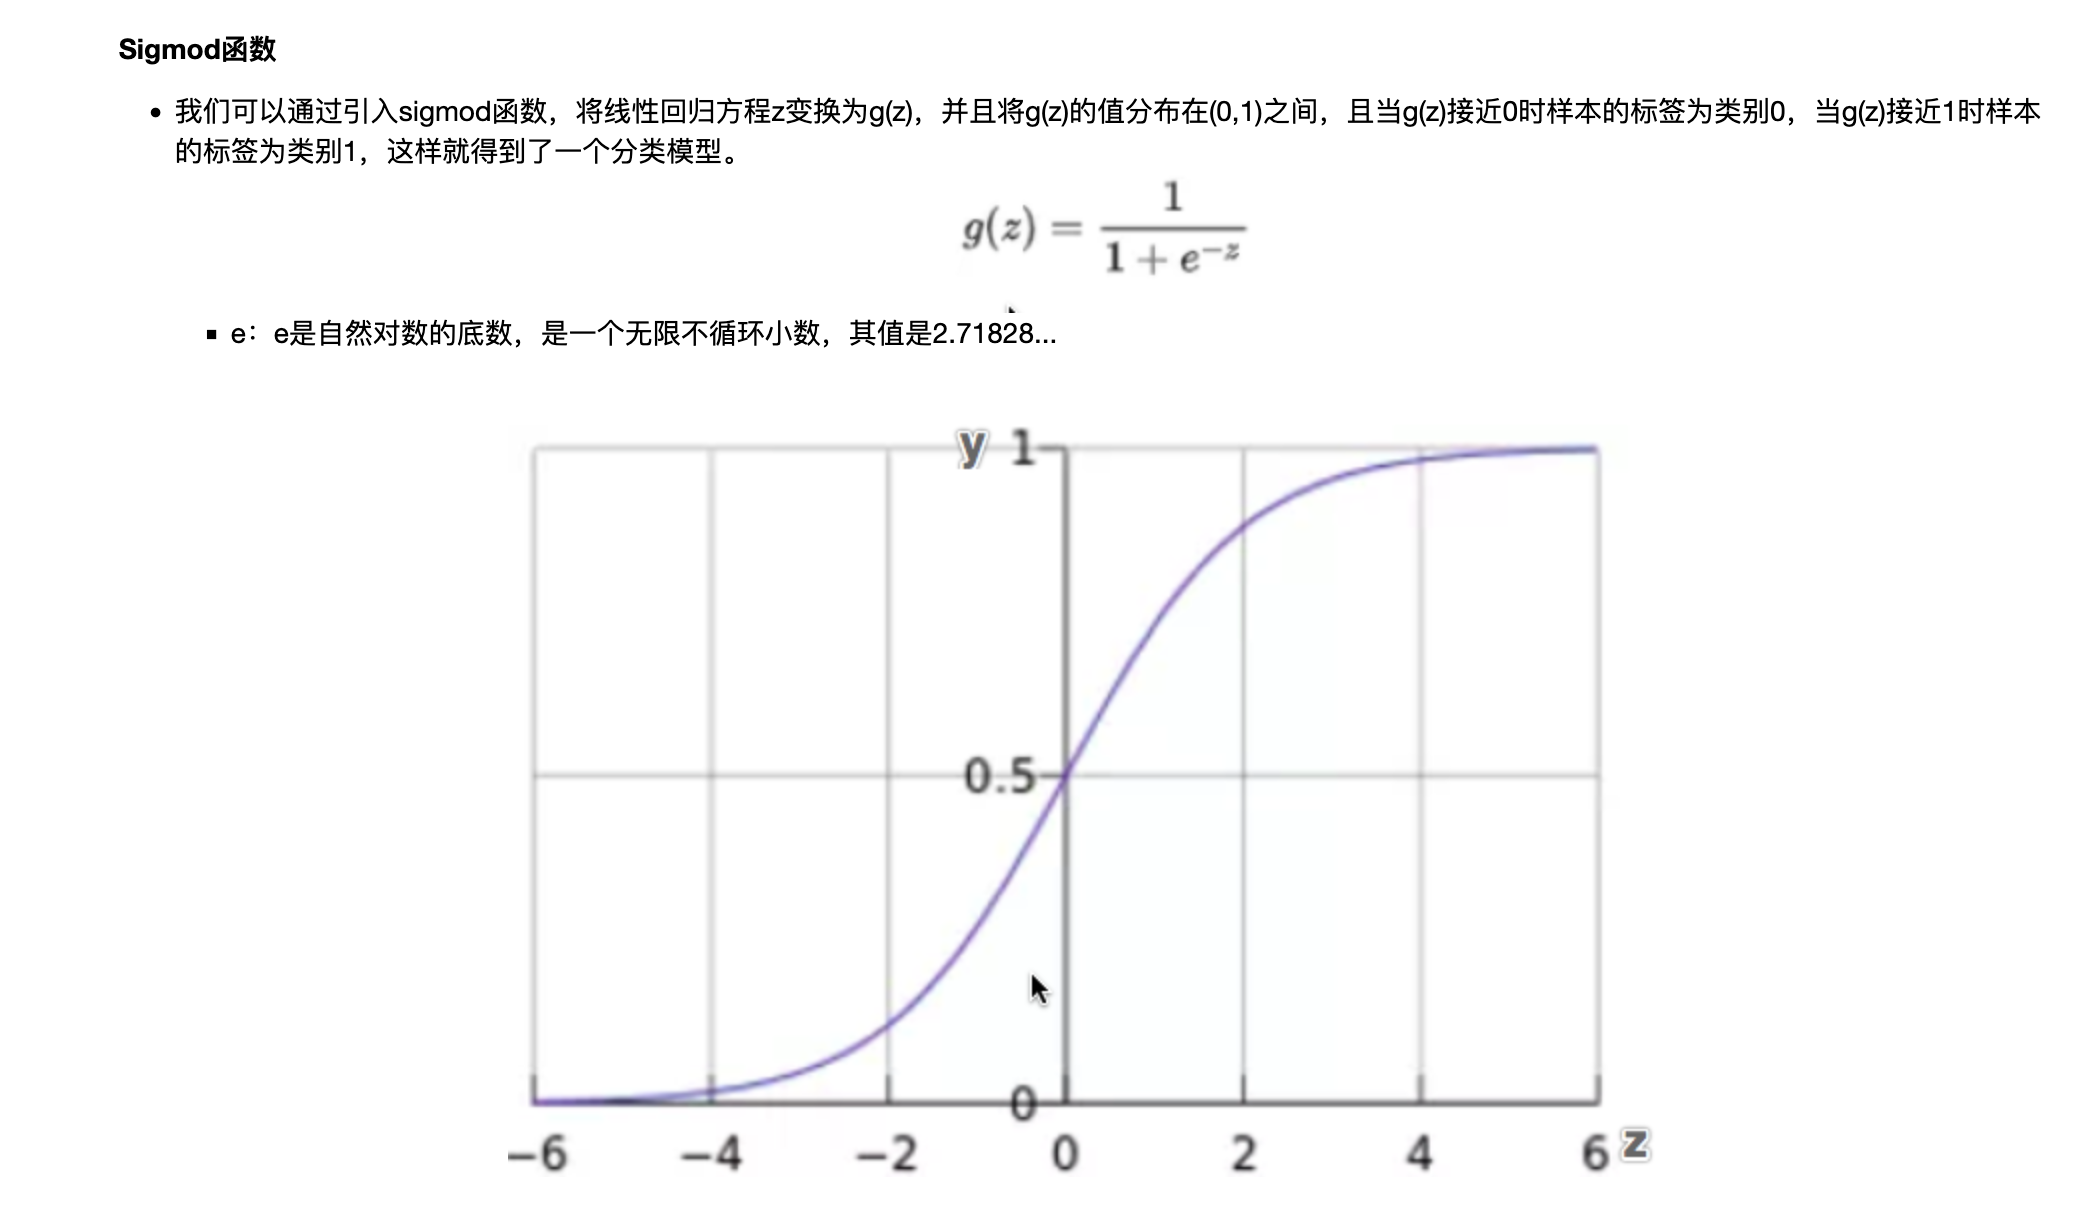 Sigmod函数
• 我们可以通过引入sigmod函数，将线性回归方程z变换为g(z)，并且将g(z)的值分布在(0,1)之间，且当g(z)接近0时样本的标签为类别0，当g(z)接近1时样本
的标签为类别1，这样就得到了一个分类模型。
g(z) = 1 / (1 + e^{-z})
▪ e：e是自然对数的底数，是一个无限不循环小数，其值是2.71828...
y 1
0.5
0
−6 −4 −2 0 2 4 6 z